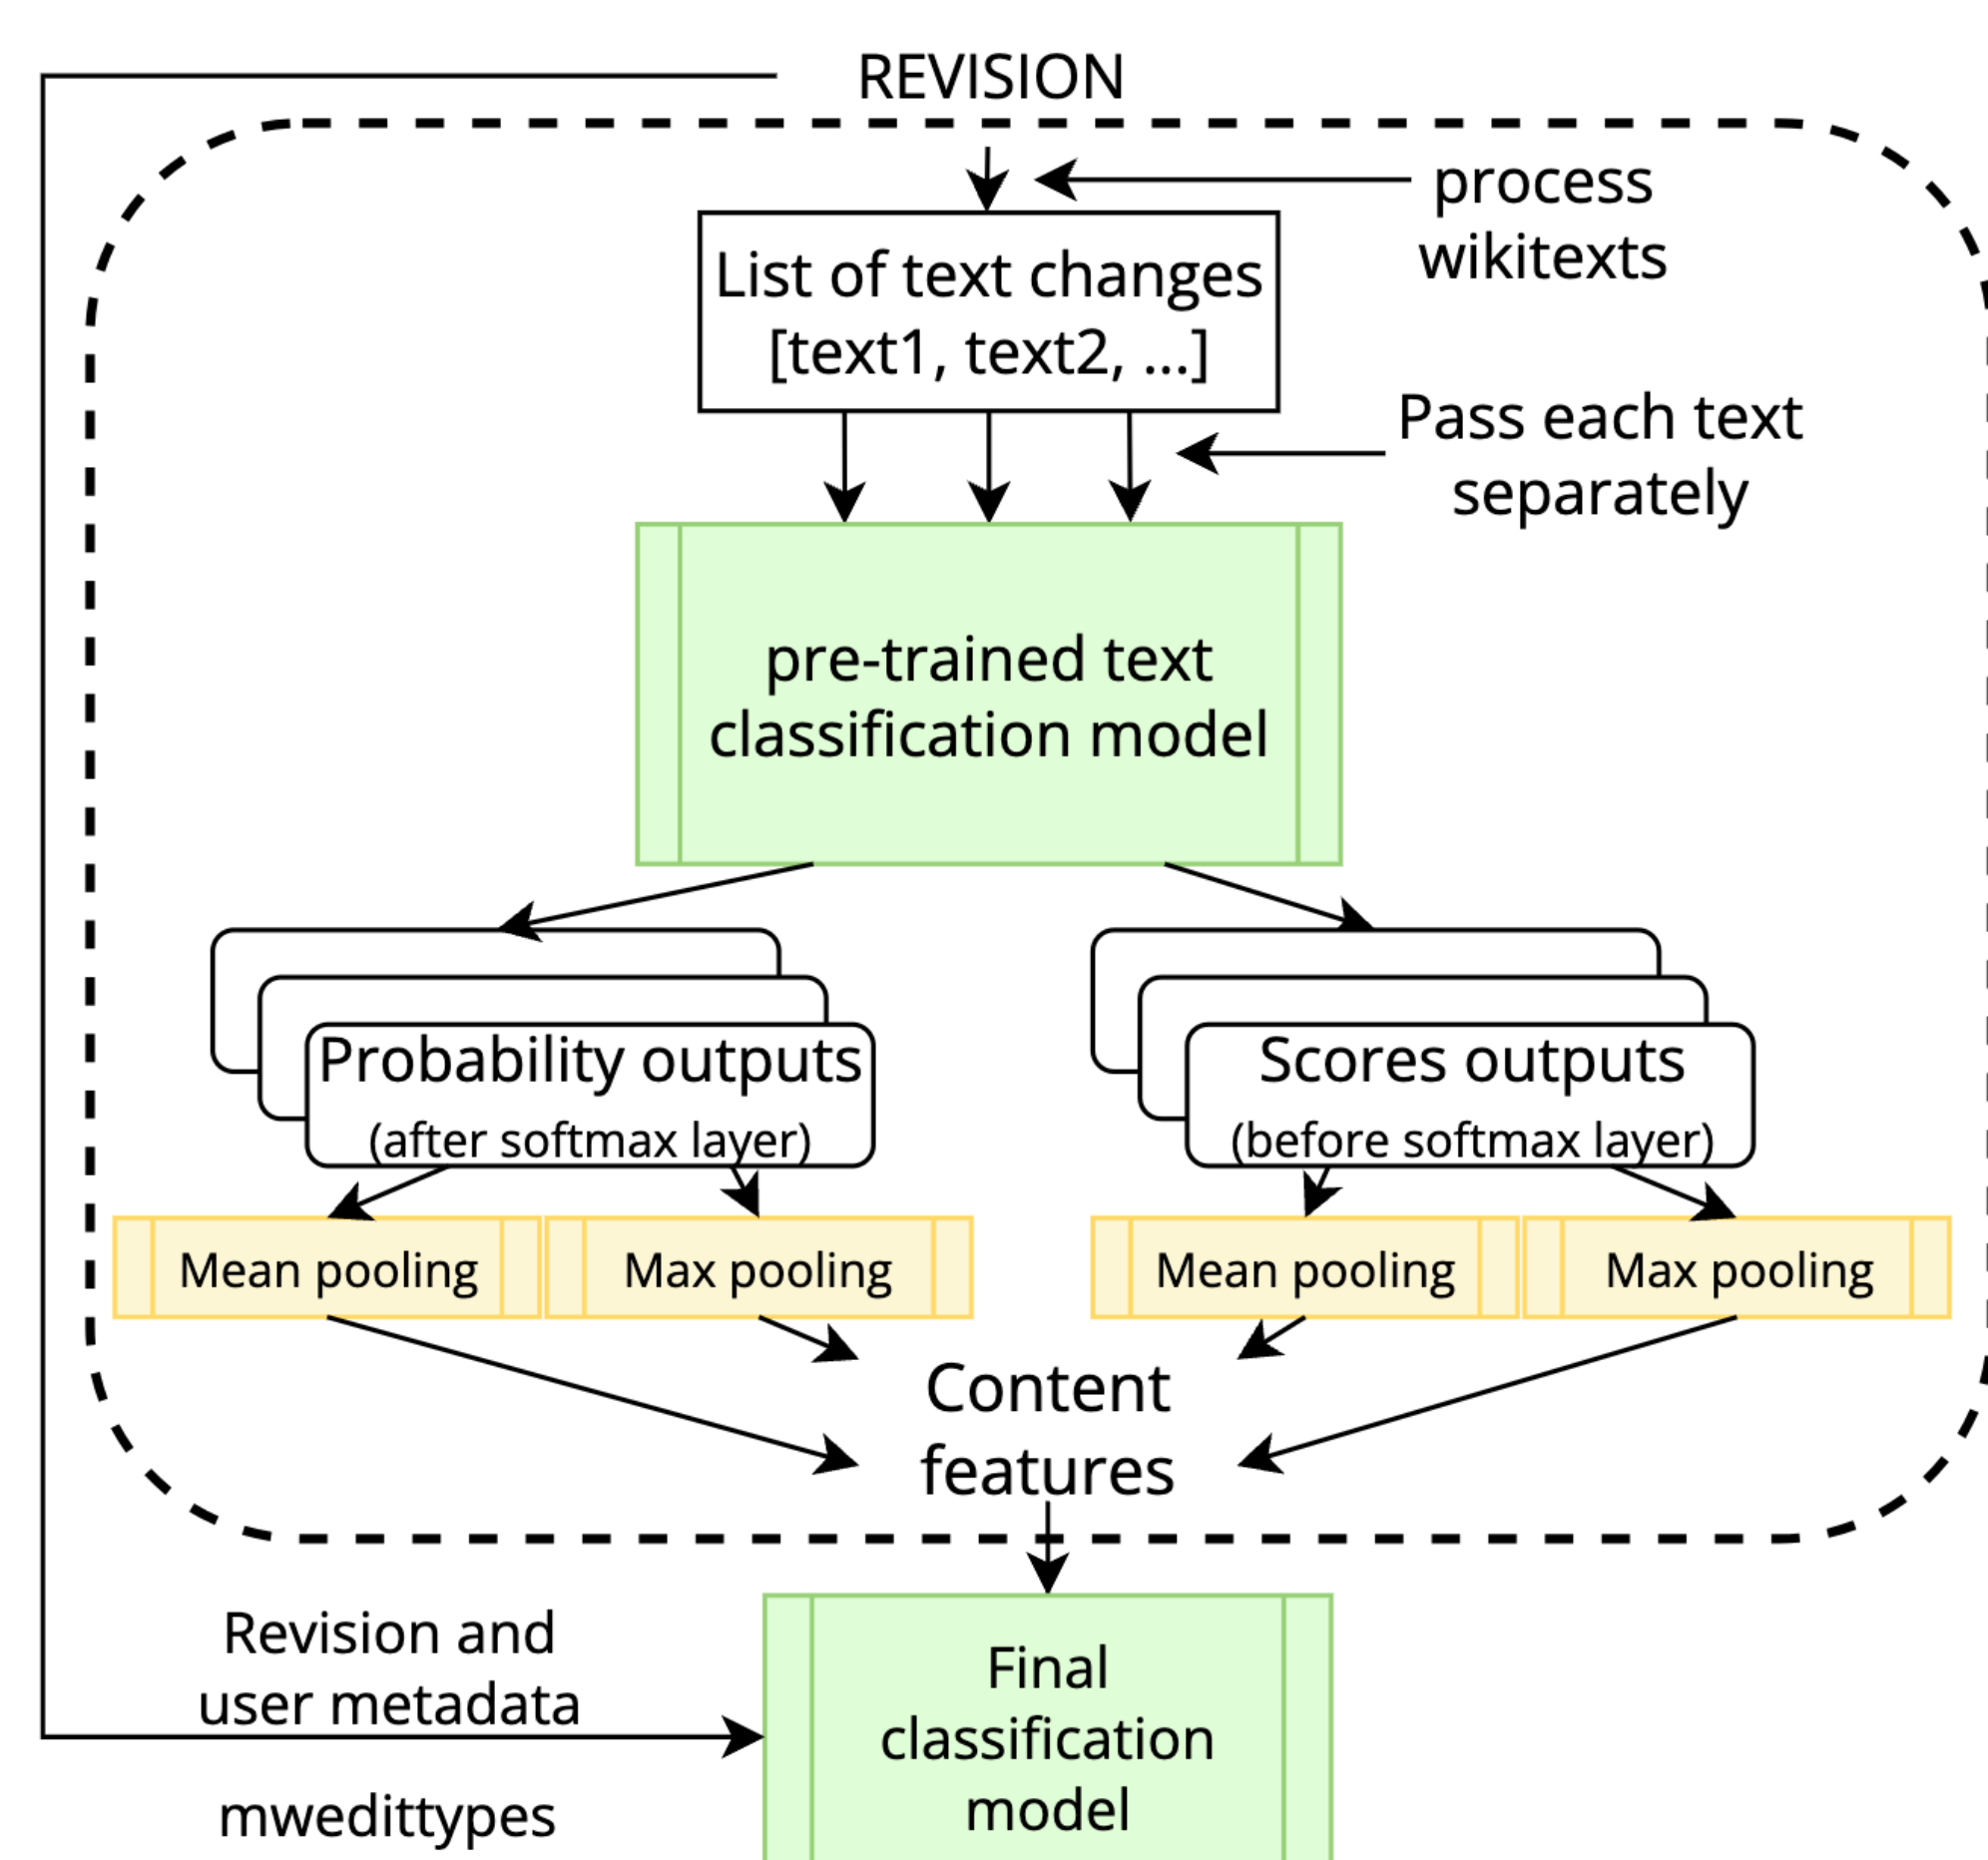 REVISION
process
wikitexts
List of text changes
[text1, text2, ...]
Pass each text
separately
pre-trained text
classification model
Probability outputs
(after softmax layer)
Scores outputs
(before softmax layer)
Mean pooling
Max pooling
Mean pooling
Max pooling
Content
features
Revision and
user metadata
mwedittypes
Final
classification
model